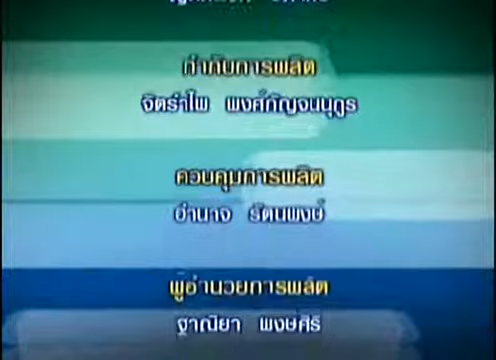 กำกับการผลิต
จิตรำไพ พงศ์กัญจนนุกูร
ควบคุมการผลิต
อำนาจ รัตนพงษ์
ผู้อำนวยการผลิต
ฐาณิยา พงษ์ศิริ